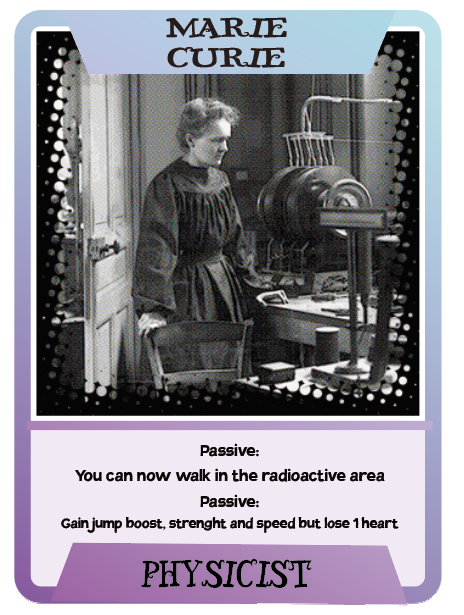 MARIE
CURIE
Passive:
You can now walk in the radioactive area
Passive:
Gain jump boost, strenght and speed but lose 1 heart
PHYSICIST